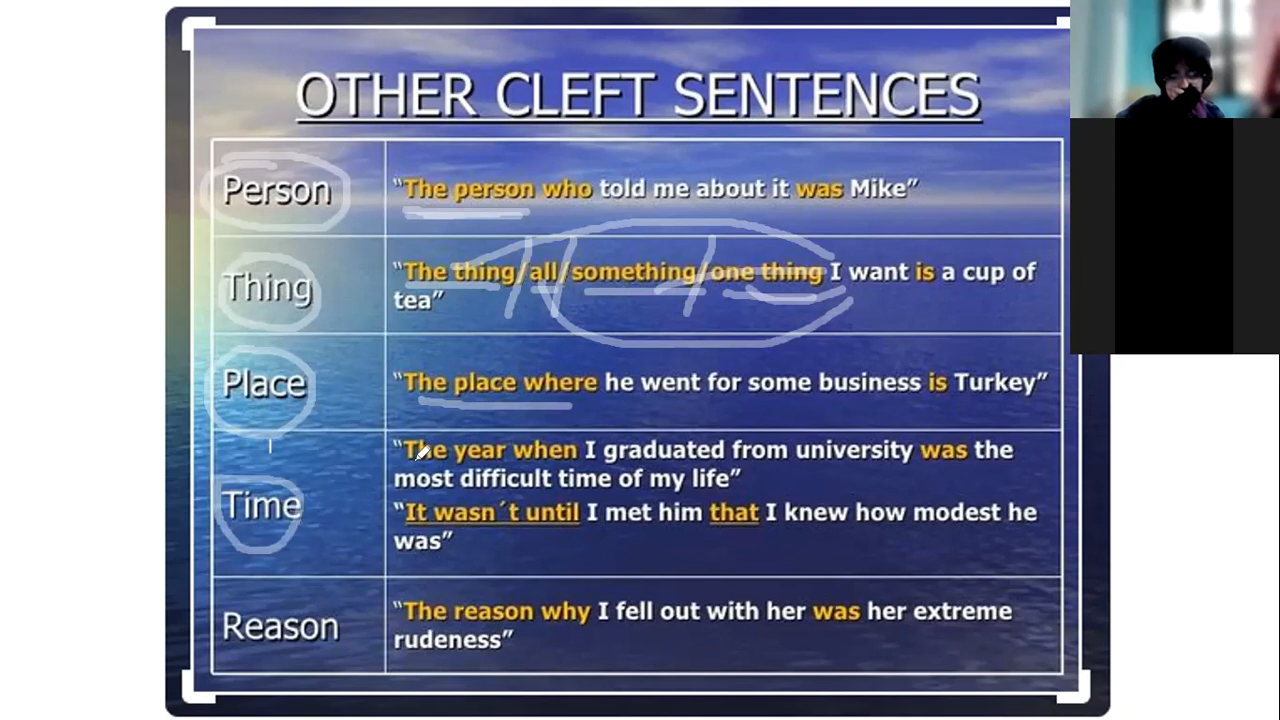 OTHER CLEFT SENTENCES
Person
“The person who told me about it was Mike”
Thing
“The thing/all/something/one thing I want is a cup of
tea”
Place
“The place where he went for some business is Turkey”
Time
“The year when I graduated from university was the
most difficult time of my life”
“It wasn´t until I met him that I knew how modest he
was”
Reason
“The reason why I fell out with her was her extreme
rudeness”